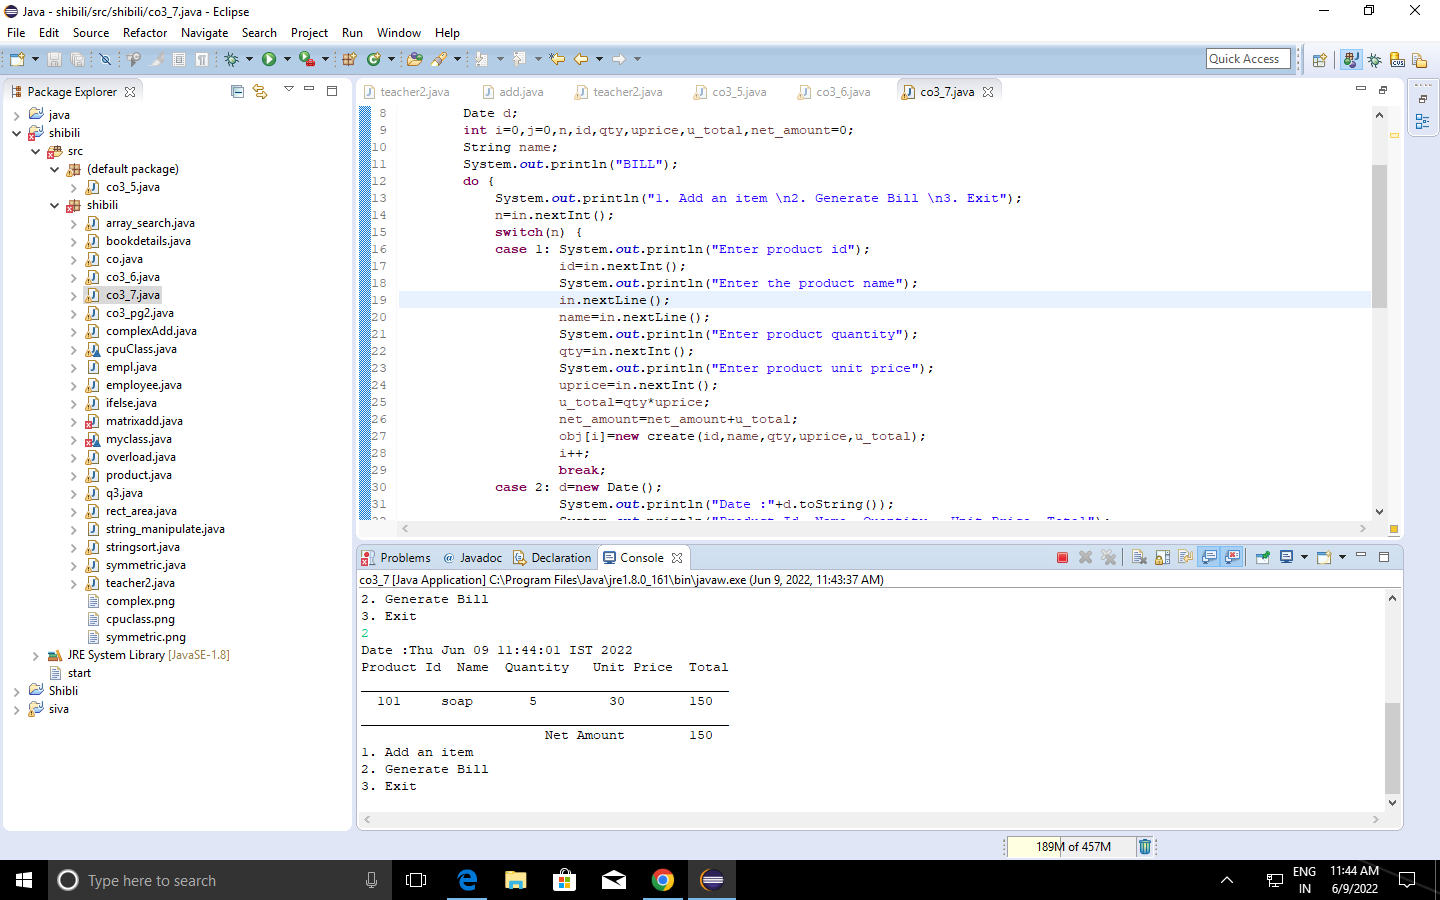 Java - shibili/src/shibili/co3_7.java - Eclipse
File Edit Source Refactor Navigate Search Project Run Window Help
Quick Access
Package Explorer
java
shibili
src
(default package)
co3_5.java
shibili
array_search.java
bookdetails.java
co.java
co3_6.java
co3_7.java
co3_pg2.java
complexAdd.java
cpuClass.java
empl.java
employee.java
ifelse.java
matrixadd.java
myclass.java
overload.java
product.java
q3.java
rect_area.java
string_manipulate.java
stringsort.java
symmetric.java
teacher2.java
complex.png
cpuclass.png
symmetric.png
JRE System Library [JavaSE-1.8]
start
Shibli
siva
teacher2.java add.java teacher2.java co3_5.java co3_6.java co3_7.java
8 Date d;
9 int i=0,j=0,n,id,qty,uprice,u_total,net_amount=0;
10 String name;
11 System.out.println("BILL");
12 do {
13 System.out.println("1. Add an item \n2. Generate Bill \n3. Exit");
14 n=in.nextInt();
15 switch(n) {
16 case 1: System.out.println("Enter product id");
17 id=in.nextInt();
18 System.out.println("Enter the product name");
19 in.nextLine();
20 name=in.nextLine();
21 System.out.println("Enter product quantity");
22 qty=in.nextInt();
23 System.out.println("Enter product unit price");
24 uprice=in.nextInt();
25 u_total=qty*uprice;
26 net_amount=net_amount+u_total;
27 obj[i]=new create(id,name,qty,uprice,u_total);
28 i++;
29 break;
30 case 2: d=new Date();
31 System.out.println("Date :"+d.toString());
Problems @ Javadoc Declaration Console
co3_7 [Java Application] C:\Program Files\Java\jre1.8.0_161\bin\javaw.exe (Jun 9, 2022, 11:43:37 AM)
2. Generate Bill
3. Exit
2
Date :Thu Jun 09 11:44:01 IST 2022
Product Id Name Quantity Unit Price Total
101 soap 5 30 150
Net Amount 150
1. Add an item
2. Generate Bill
3. Exit
189M of 457M
Type here to search
ENG
IN
11:44 AM
6/9/2022